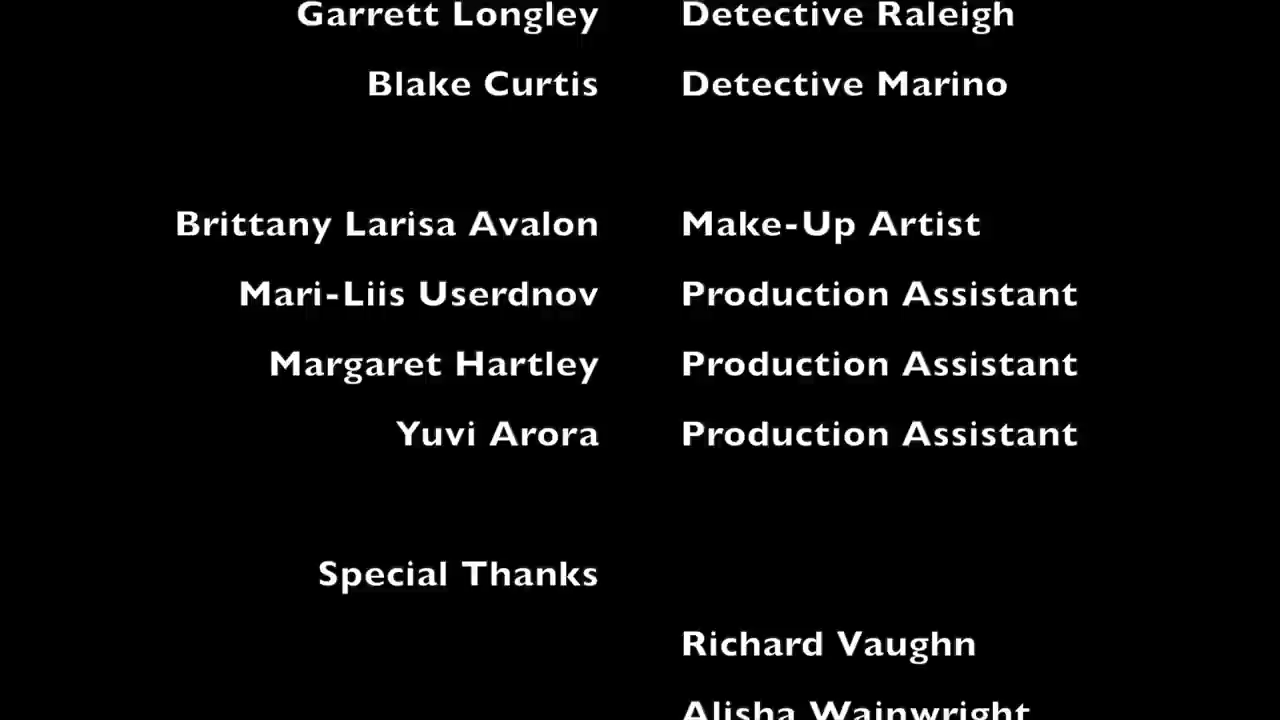 Garrett Longley Detective Raleigh
Blake Curtis Detective Marino
Brittany Larisa Avalon Make-Up Artist
Mari-Liis Userdnov Production Assistant
Margaret Hartley Production Assistant
Yuvi Arora Production Assistant
Special Thanks
Richard Vaughn
Alisha Wainwright